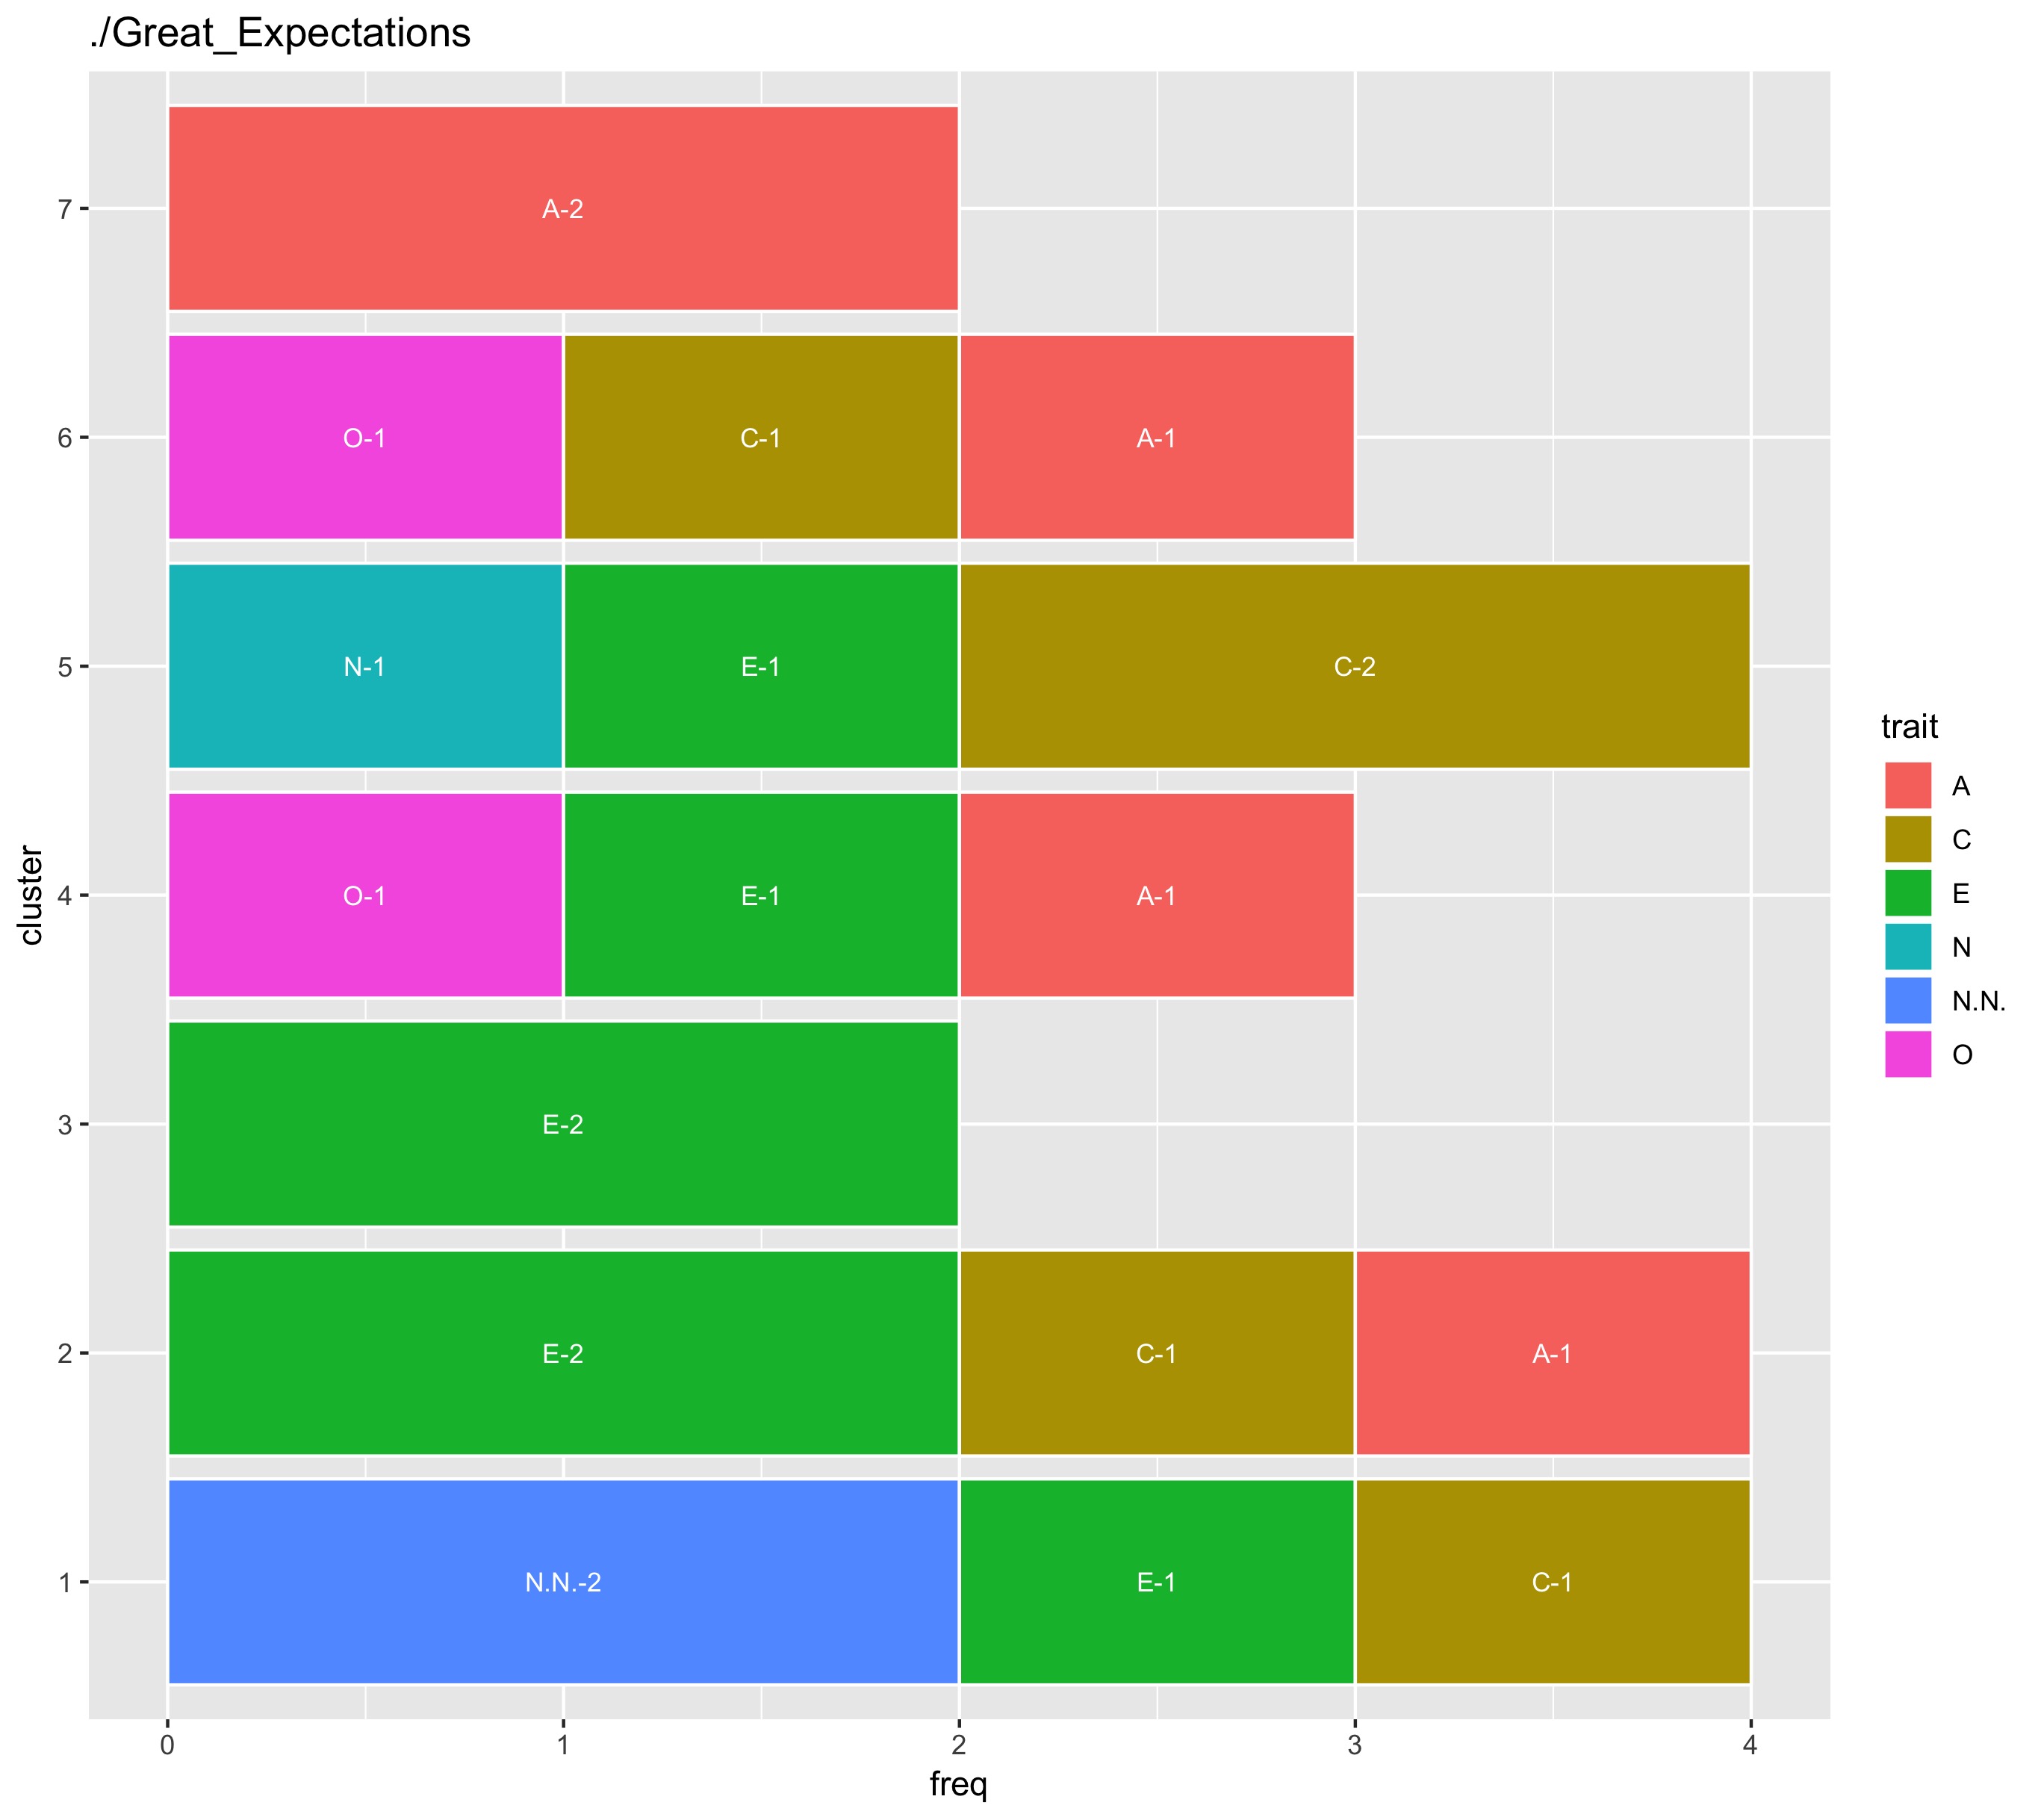 ./Great_Expectations
cluster
7
A-2
6
O-1 C-1 A-1
5
N-1 E-1 C-2
4
O-1 E-1 A-1
3
E-2
2
E-2 C-1 A-1
1
N.N.-2 E-1 C-1
0 1 2 3 4
freq
trait
A
C
E
N
N.N.
O